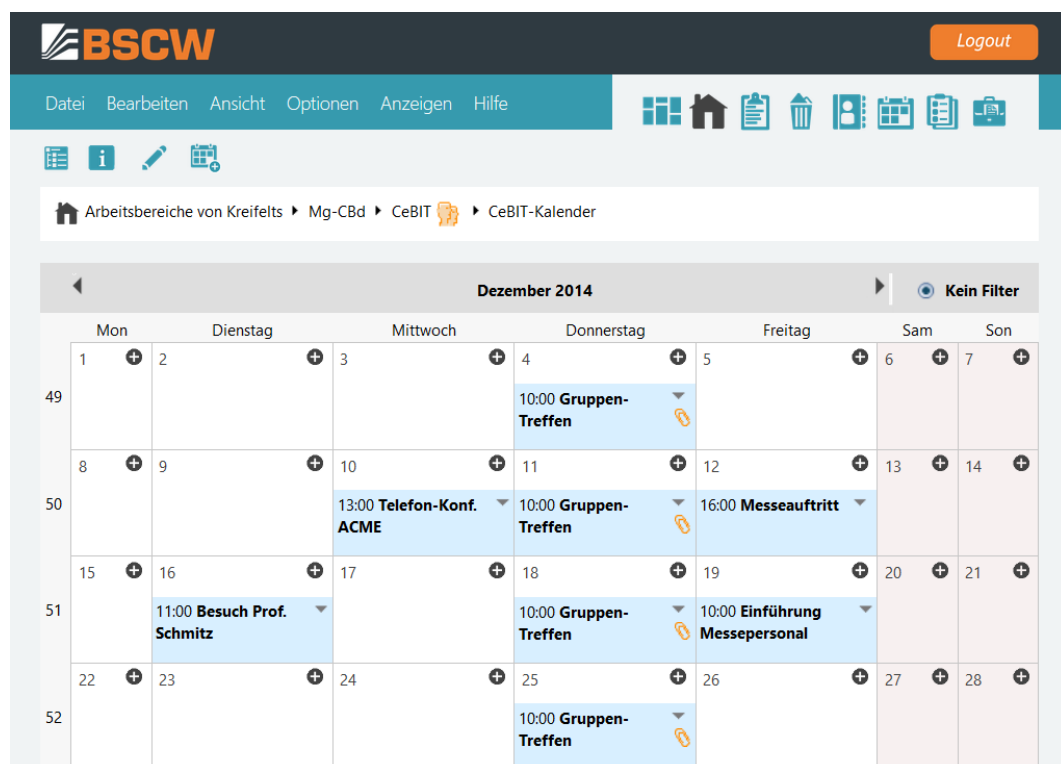 BSCW
Logout
Datei Bearbeiten Ansicht Optionen Anzeigen Hilfe
Arbeitsbereiche von Kreifelts Mg-CBd CeBIT CeBIT-Kalender
Dezember 2014
Kein Filter
Mon Dienstag Mittwoch Donnerstag Freitag Sam Son
1 2 3 4 5 6 7
49
10:00 Gruppen-
Treffen
8 9 10 11 12 13 14
50
13:00 Telefon-Konf.
ACME
10:00 Gruppen-
Treffen
16:00 Messeauftritt
15 16 17 18 19 20 21
51
11:00 Besuch Prof.
Schmitz
10:00 Gruppen-
Treffen
10:00 Einführung
Messepersonal
22 23 24 25 26 27 28
52
10:00 Gruppen-
Treffen